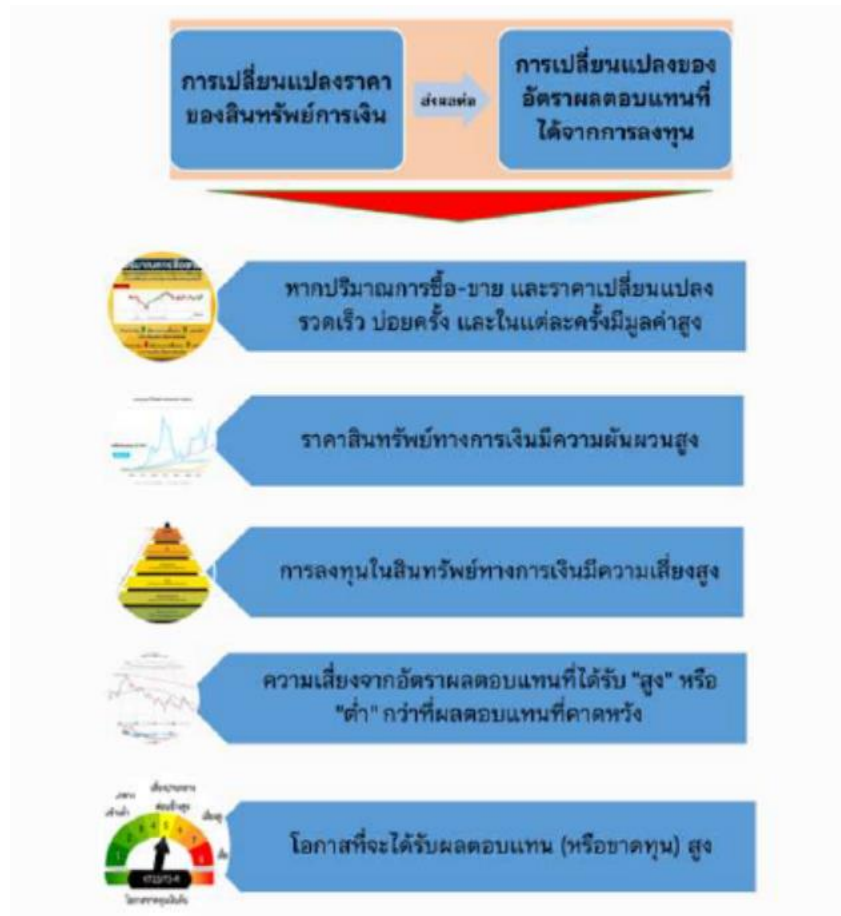 การเปลี่ยนแปลงราคา
ของสินทรัพย์การเงิน
ส่งผลต่อ
การเปลี่ยนแปลงของ
อัตราผลตอบแทนที่
ได้จากการลงทุน
หากปริมาณการซื้อ-ขาย และราคาเปลี่ยนแปลง
รวดเร็ว บ่อยครั้ง และในแต่ละครั้งมีมูลค่าสูง
ราคาสินทรัพย์ทางการเงินมีความผันผวนสูง
การลงทุนในสินทรัพย์ทางการเงินมีความเสี่ยงสูง
ความเสี่ยงจากอัตราผลตอบแทนที่ได้รับ "สูง" หรือ
"ต่ำ" กว่าที่ผลตอบแทนที่คาดหวัง
โอกาสที่จะได้รับผลตอบแทน (หรือขาดทุน) สูง